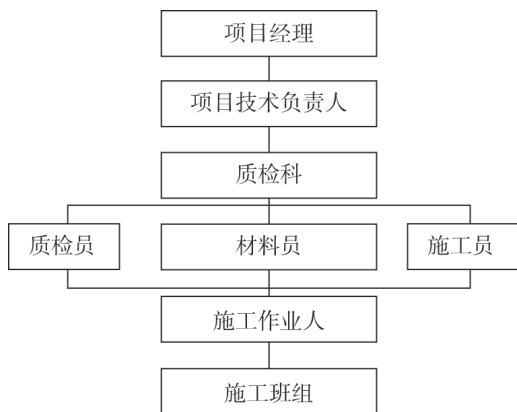 项目经理
项目技术负责人
质检科
质检员
材料员
施工员
施工作业人
施工班组